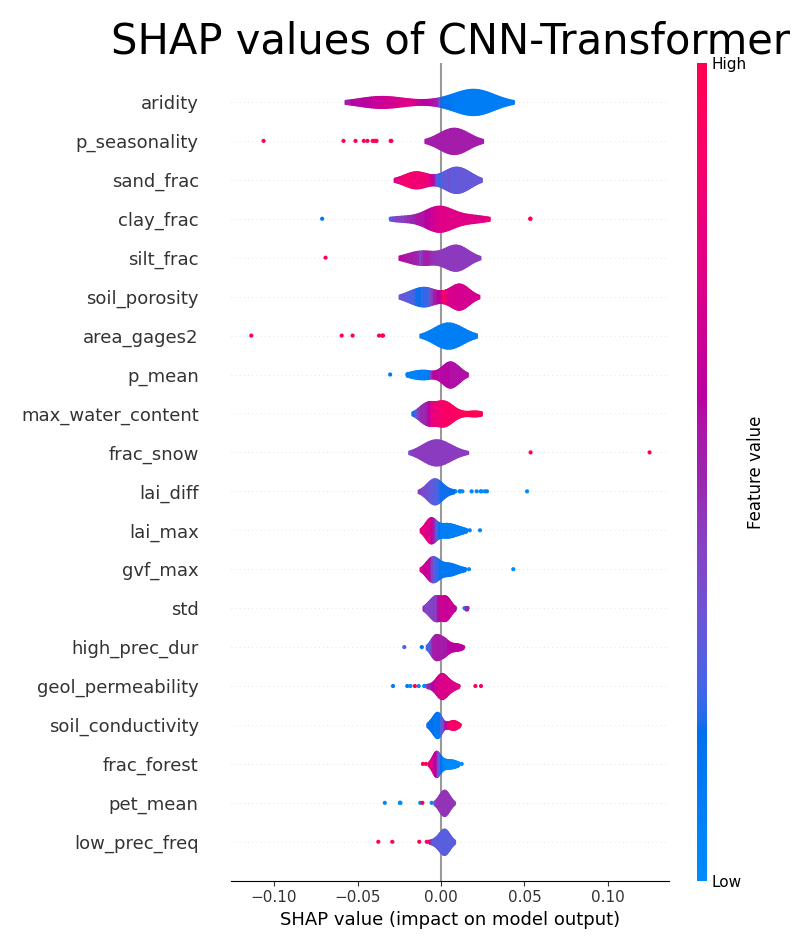 SHAP values of CNN-Transformer
High
aridity
p_seasonality
sand_frac
clay_frac
silt_frac
soil_porosity
area_gages2
p_mean
max_water_content
frac_snow
lai_diff
lai_max
gvf_max
std
high_prec_dur
geol_permeability
soil_conductivity
frac_forest
pet_mean
low_prec_freq
Feature value
Low
−0.10 −0.05 0.00 0.05 0.10
SHAP value (impact on model output)